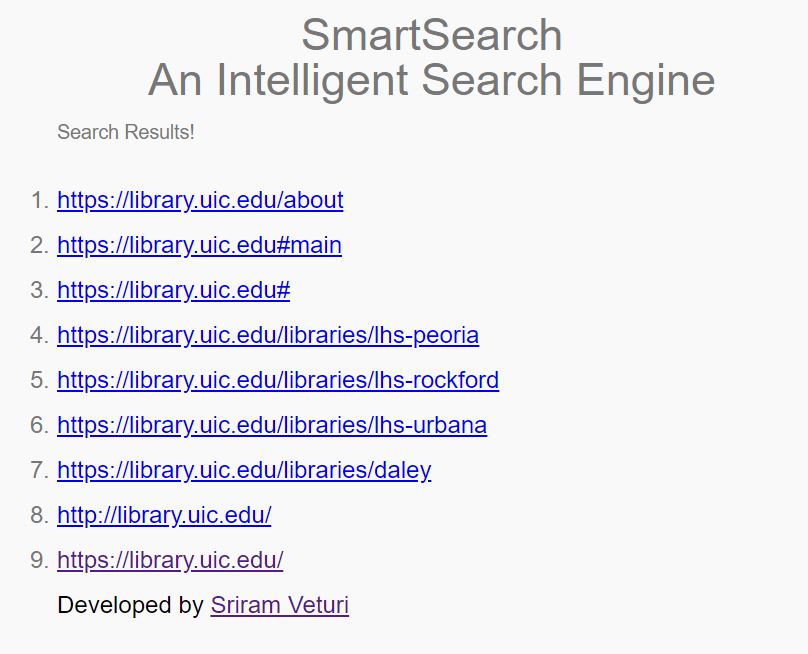 SmartSearch
An Intelligent Search Engine
Search Results!
1. https://library.uic.edu/about
2. https://library.uic.edu#main
3. https://library.uic.edu#
4. https://library.uic.edu/libraries/lhs-peoria
5. https://library.uic.edu/libraries/lhs-rockford
6. https://library.uic.edu/libraries/lhs-urbana
7. https://library.uic.edu/libraries/daley
8. http://library.uic.edu/
9. https://library.uic.edu/
Developed by Sriram Veturi